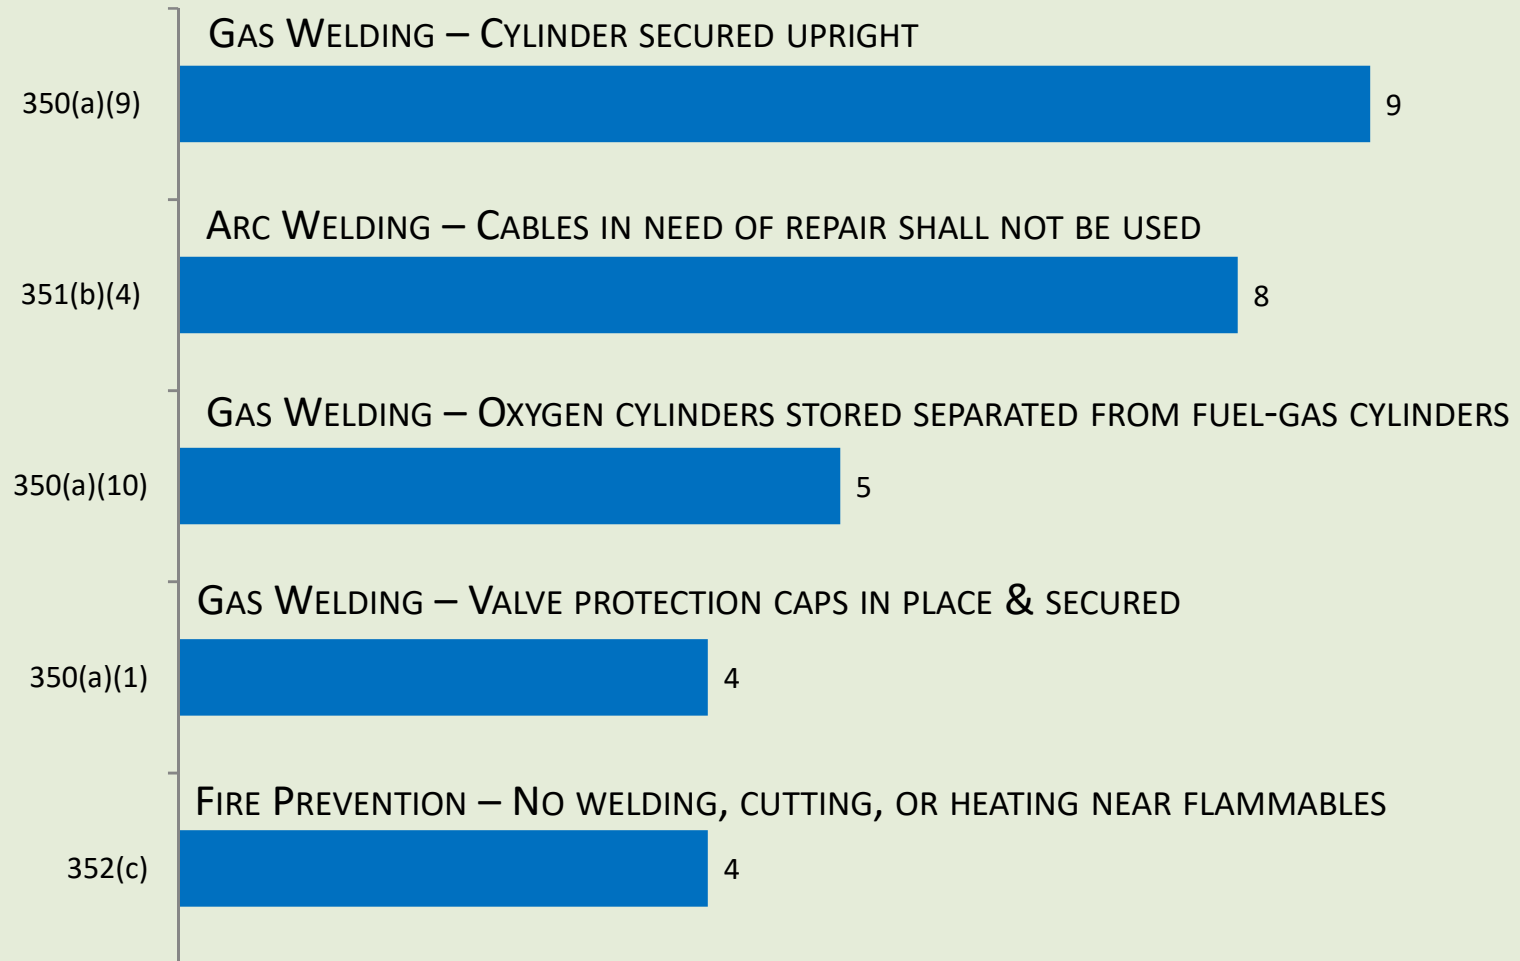 Gas Welding – Cylinder secured upright
350(a)(9)
9
Arc Welding – Cables in need of repair shall not be used
351(b)(4)
8
Gas Welding – Oxygen cylinders stored separated from fuel-gas cylinders
350(a)(10)
5
Gas Welding – Valve protection caps in place & secured
350(a)(1)
4
Fire Prevention – No welding, cutting, or heating near flammables
352(c)
4